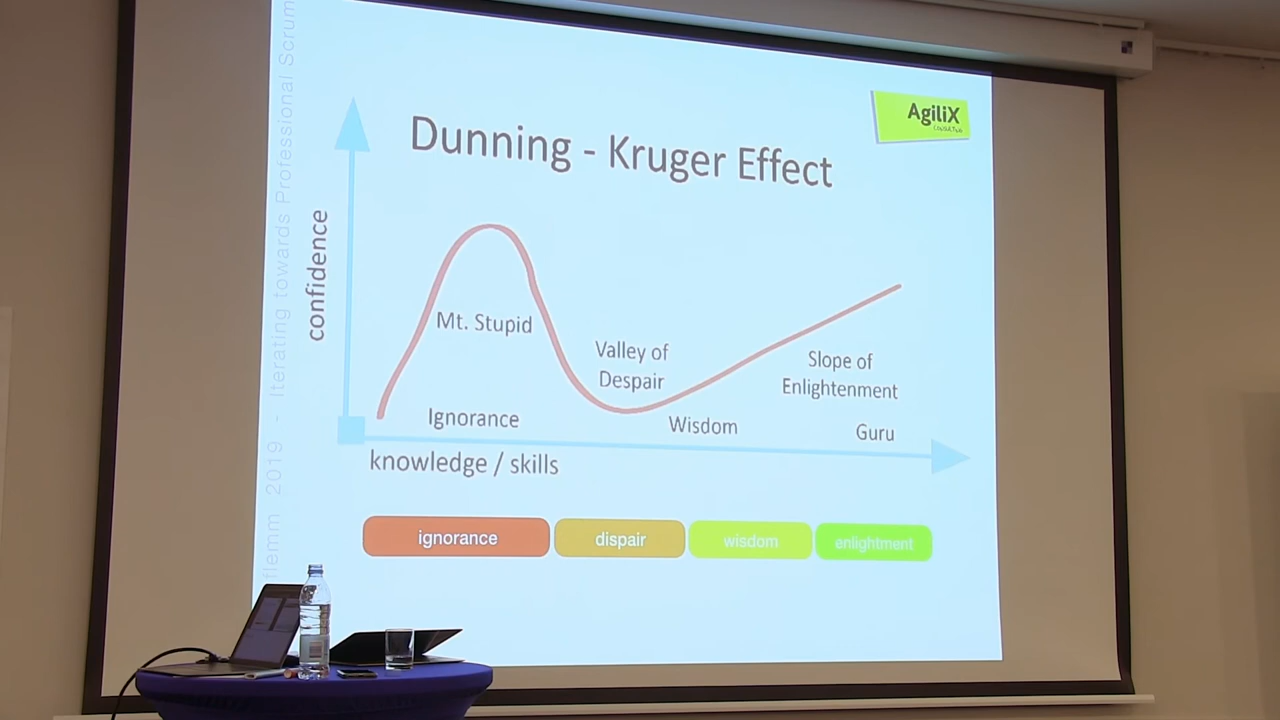 flemm 2019 - Iterating towards Professional Scrum
AgiliX
Dunning - Kruger Effect
confidence
Mt. Stupid
Valley of
Despair
Slope of
Enlightenment
Ignorance
Wisdom
Guru
knowledge / skills
ignorance
dispair
wisdom
enlightment